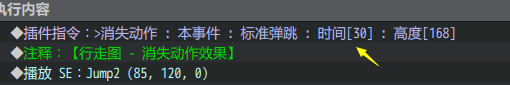 执行内容
◆插件指令:>消失动作 : 本事件 : 标准弹跳 : 时间[30] : 高度[168]
◆注释:【行走图 - 消失动作效果】
◆播放 SE:Jump2 (85, 120, 0)